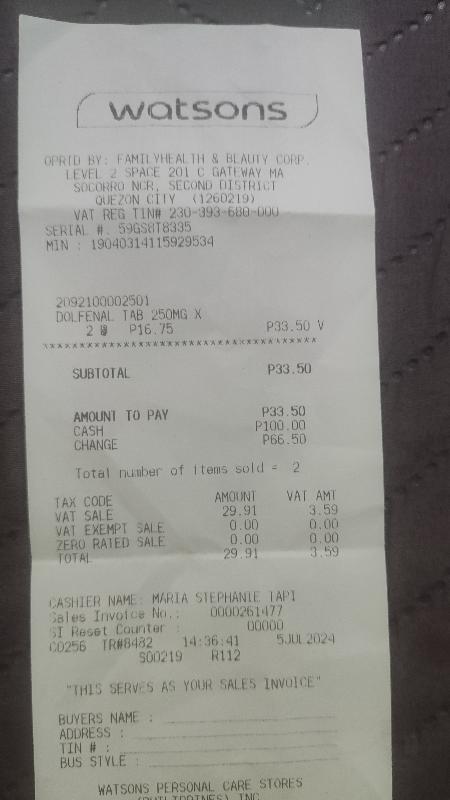 watsons
OPRTD BY: FAMILYHEALTH & BEAUTY CORP.
LEVEL 2 SPACE 201 C GATEWAY MA
SOCORRO NCR, SECOND DISTRICT
QUEZON CITY (1260219)
VAT REG TIN# 230-393-680-000
SERIAL #. 59GS8T8335
MIN : 19040314115929534
2092100002501
DOLFENAL TAB 250MG X
2 @ P16.75 P33.50 V
****************************************
SUBTOTAL P33.50
AMOUNT TO PAY P33.50
CASH P100.00
CHANGE P66.50
Total number of Items sold = 2
TAX CODE AMOUNT VAT AMT
VAT SALE 29.91 3.59
VAT EXEMPT SALE 0.00 0.00
ZERO RATED SALE 0.00 0.00
TOTAL 29.91 3.59
CASHIER NAME: MARIA STEPHANIE TAPI
Sales Invoice No.: 0000261477
SI Reset Counter : 00000
C0256 TR#8482 14:36:41 5JUL2024
S00219 R112
"THIS SERVES AS YOUR SALES INVOICE"
BUYERS NAME :
ADDRESS :
TIN # :
BUS STYLE :
WATSONS PERSONAL CARE STORES
(PHILIPPINES) INC